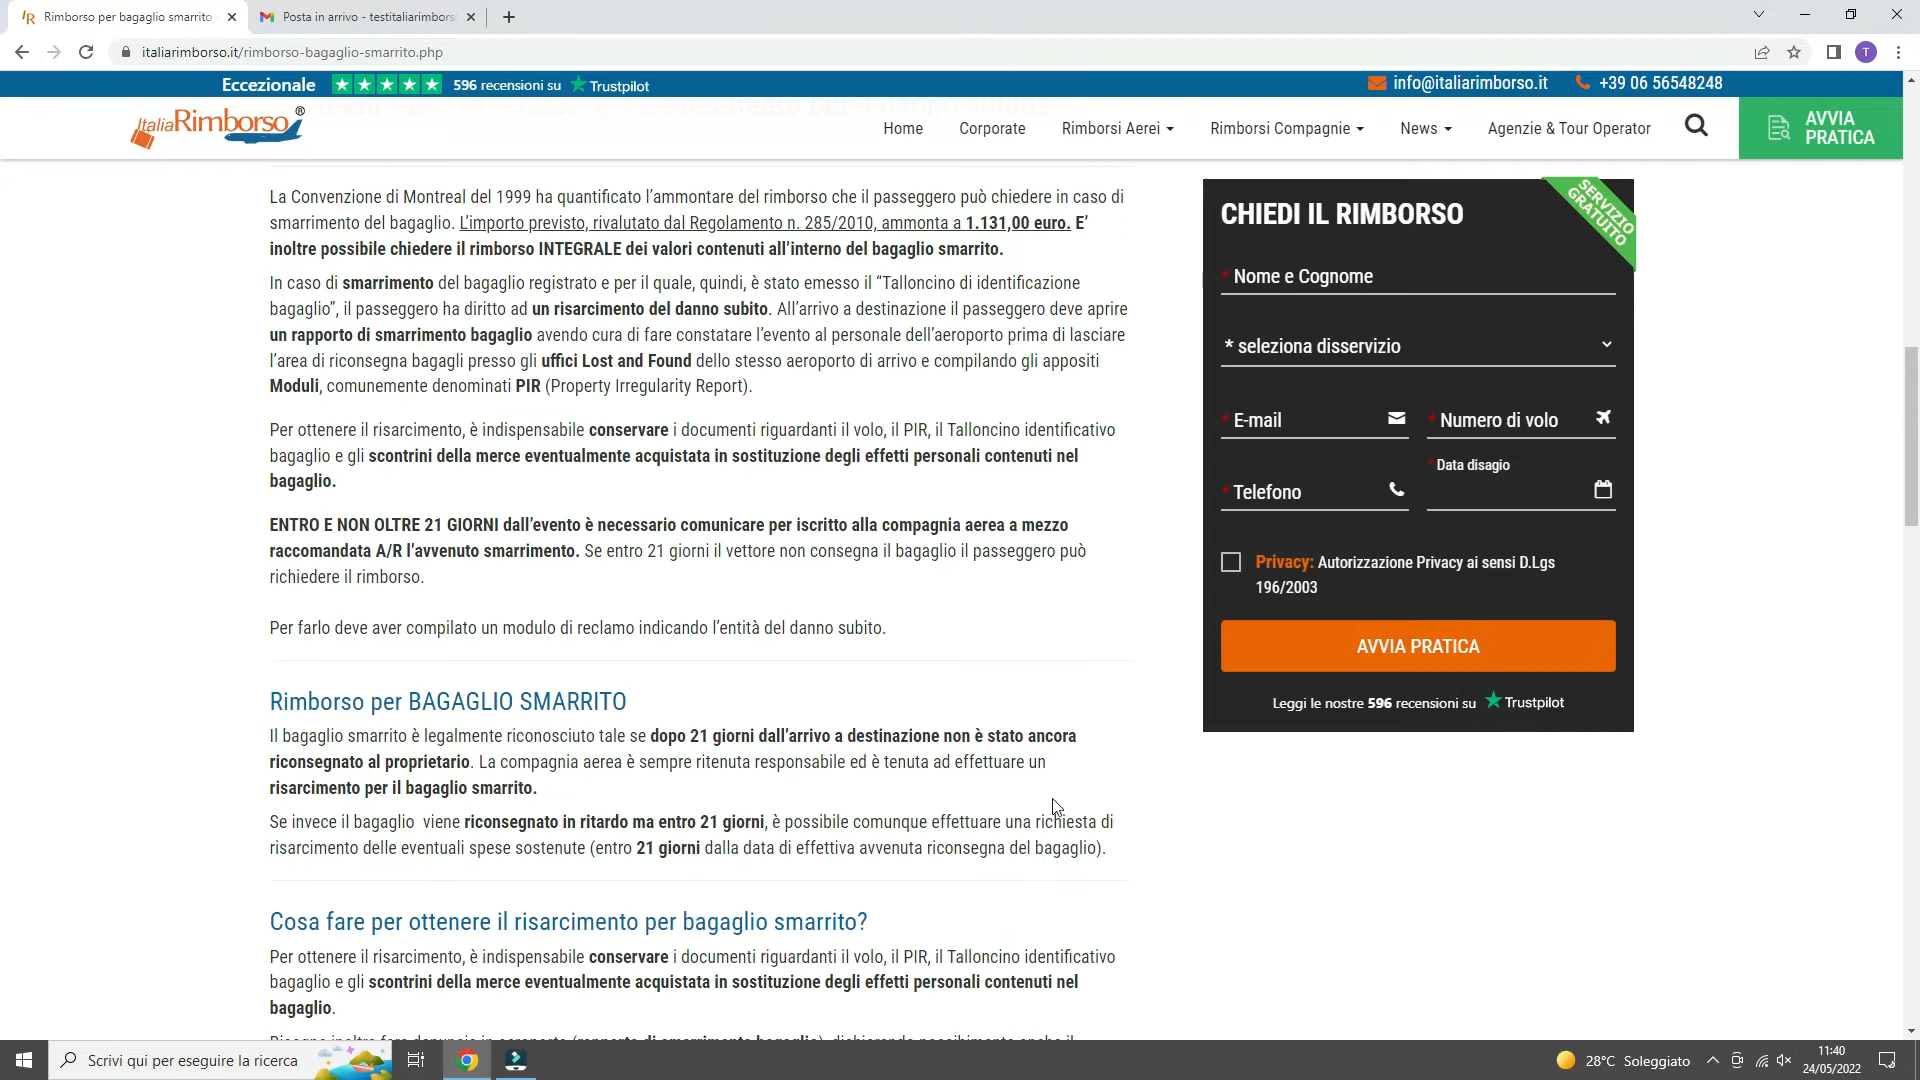 Rimborso per bagaglio smarrito
Posta in arrivo - testitaliarimbors
italiarimborso.it/rimborso-bagaglio-smarrito.php
T
Eccezionale
596 recensioni su
Trustpilot
info@italiarimborso.it
+39 06 56548248
ItaliaRimborso®
Home
Corporate
Rimborsi Aerei
Rimborsi Compagnie
News
Agenzie & Tour Operator
AVVIA
PRATICA
La Convenzione di Montreal del 1999 ha quantificato l'ammontare del rimborso che il passeggero può chiedere in caso di
smarrimento del bagaglio. L'importo previsto, rivalutato dal Regolamento n. 285/2010, ammonta a 1.131,00 euro. E'
inoltre possibile chiedere il rimborso INTEGRALE dei valori contenuti all'interno del bagaglio smarrito.
In caso di smarrimento del bagaglio registrato e per il quale, quindi, è stato emesso il “Talloncino di identificazione
bagaglio”, il passeggero ha diritto ad un risarcimento del danno subito. All'arrivo a destinazione il passeggero deve aprire
un rapporto di smarrimento bagaglio avendo cura di fare constatare l'evento al personale dell'aeroporto prima di lasciare
l'area di riconsegna bagagli presso gli uffici Lost and Found dello stesso aeroporto di arrivo e compilando gli appositi
Moduli, comunemente denominati PIR (Property Irregularity Report).
Per ottenere il risarcimento, è indispensabile conservare i documenti riguardanti il volo, il PIR, il Talloncino identificativo
bagaglio e gli scontrini della merce eventualmente acquistata in sostituzione degli effetti personali contenuti nel
bagaglio.
ENTRO E NON OLTRE 21 GIORNI dall'evento è necessario comunicare per iscritto alla compagnia aerea a mezzo
raccomandata A/R l'avvenuto smarrimento. Se entro 21 giorni il vettore non consegna il bagaglio il passeggero può
richiedere il rimborso.
Per farlo deve aver compilato un modulo di reclamo indicando l'entità del danno subito.
Rimborso per BAGAGLIO SMARRITO
Il bagaglio smarrito è legalmente riconosciuto tale se dopo 21 giorni dall'arrivo a destinazione non è stato ancora
riconsegnato al proprietario. La compagnia aerea è sempre ritenuta responsabile ed è tenuta ad effettuare un
risarcimento per il bagaglio smarrito.
Se invece il bagaglio viene riconsegnato in ritardo ma entro 21 giorni, è possibile comunque effettuare una richiesta di
risarcimento delle eventuali spese sostenute (entro 21 giorni dalla data di effettiva avvenuta riconsegna del bagaglio).
Cosa fare per ottenere il risarcimento per bagaglio smarrito?
Per ottenere il risarcimento, è indispensabile conservare i documenti riguardanti il volo, il PIR, il Talloncino identificativo
bagaglio e gli scontrini della merce eventualmente acquistata in sostituzione degli effetti personali contenuti nel
bagaglio.
SERVIZIO
GRATUITO
CHIEDI IL RIMBORSO
* Nome e Cognome
* seleziona disservizio
* E-mail
* Numero di volo
* Data disagio
* Telefono
Privacy: Autorizzazione Privacy ai sensi D.Lgs
196/2003
AVVIA PRATICA
Leggi le nostre 596 recensioni su Trustpilot
Scrivi qui per eseguire la ricerca
28°C Soleggiato
11:40
24/05/2022